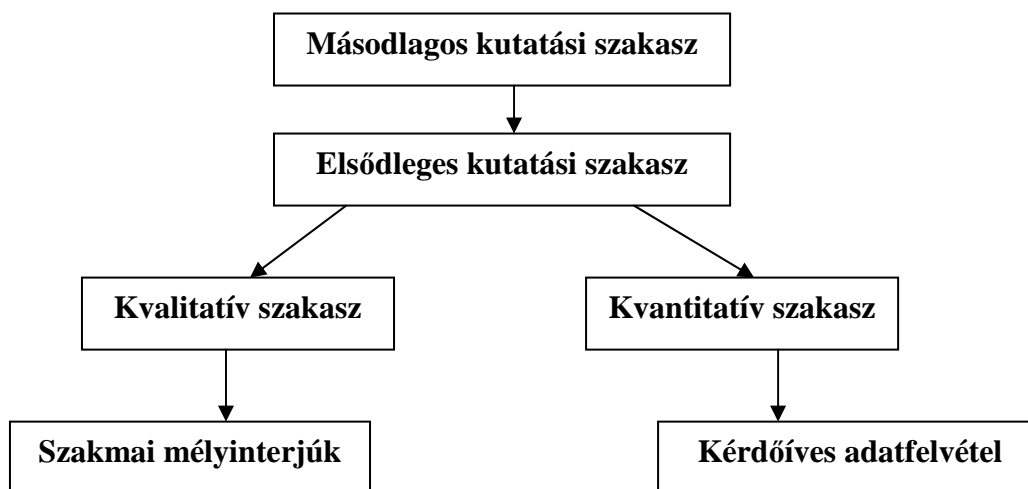 Másodlagos kutatási szakasz
Elsődleges kutatási szakasz
Kvalitatív szakasz
Kvantitatív szakasz
Szakmai mélyinterjúk
Kérdőíves adatfelvétel